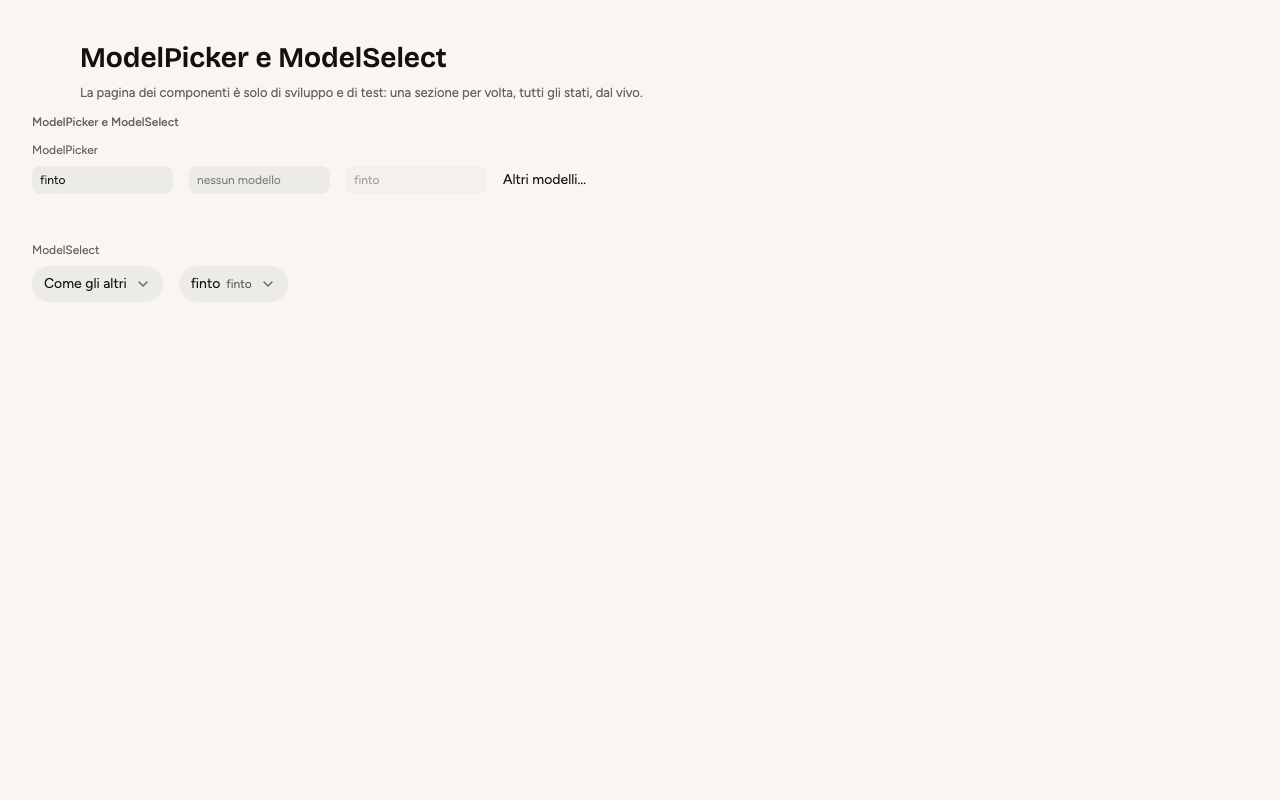 ModelPicker e ModelSelect
La pagina dei componenti è solo di sviluppo e di test: una sezione per volta, tutti gli stati, dal vivo.
ModelPicker e ModelSelect
ModelPicker
finto nessun modello finto Altri modelli...
ModelSelect
Come gli altri finto finto